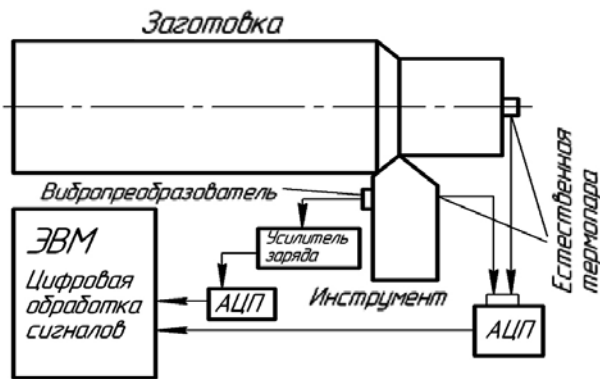 Заготовка
Вибропреобразователь
Естественная
термопара
ЭВМ
Цифровая
обработка
сигналов
Усилитель
заряда
АЦП
Инструмент
АЦП